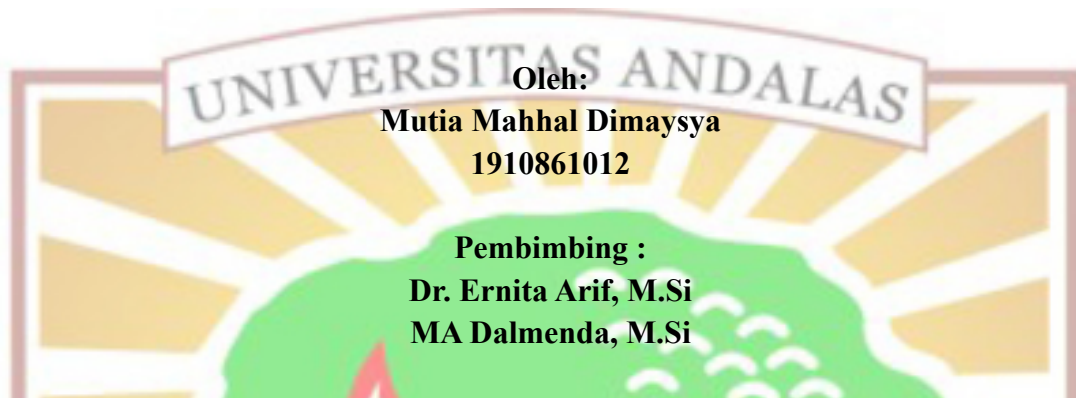 UNIVERSITAS ANDALAS
Oleh:
Mutia Mahhal Dimaysya
1910861012
Pembimbing :
Dr. Ernita Arif, M.Si
MA Dalmenda, M.Si